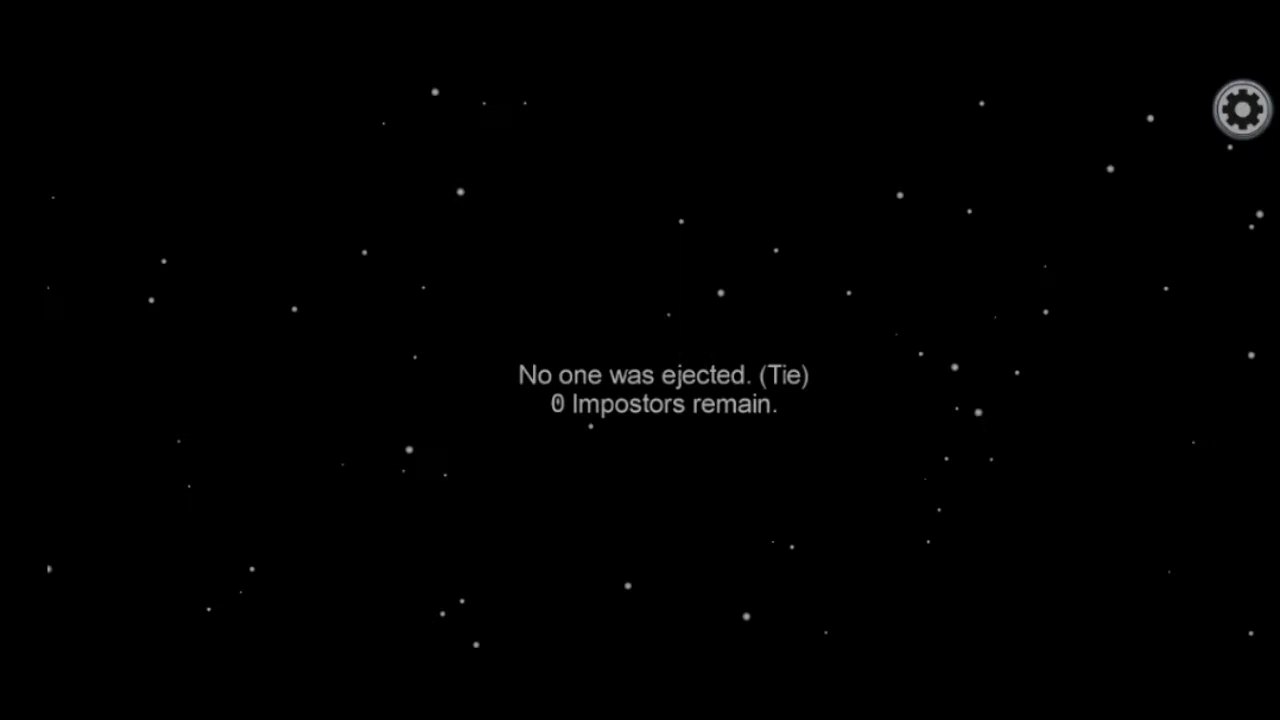 No one was ejected. (Tie)
0 Impostors remain.